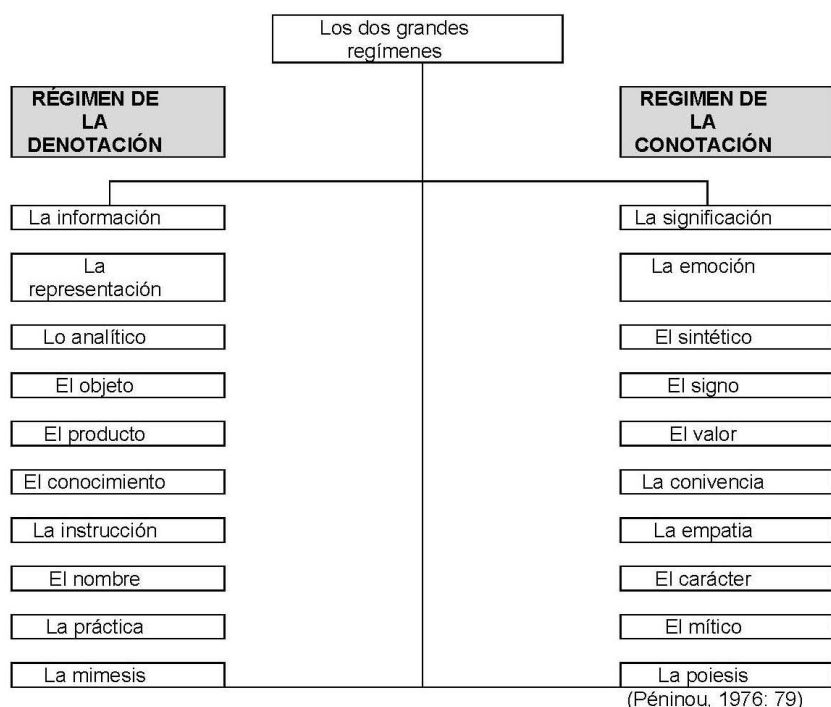 Los dos grandes
regímenes
RÉGIMEN DE
LA
DENOTACIÓN
La información
La
representación
Lo analítico
El objeto
El producto
El conocimiento
La instrucción
El nombre
La práctica
La mimesis
REGIMEN DE
LA
CONOTACIÓN
La significación
La emoción
El sintético
El signo
El valor
La conivencia
La empatia
El carácter
El mítico
La poiesis
(Péninou, 1976: 79)